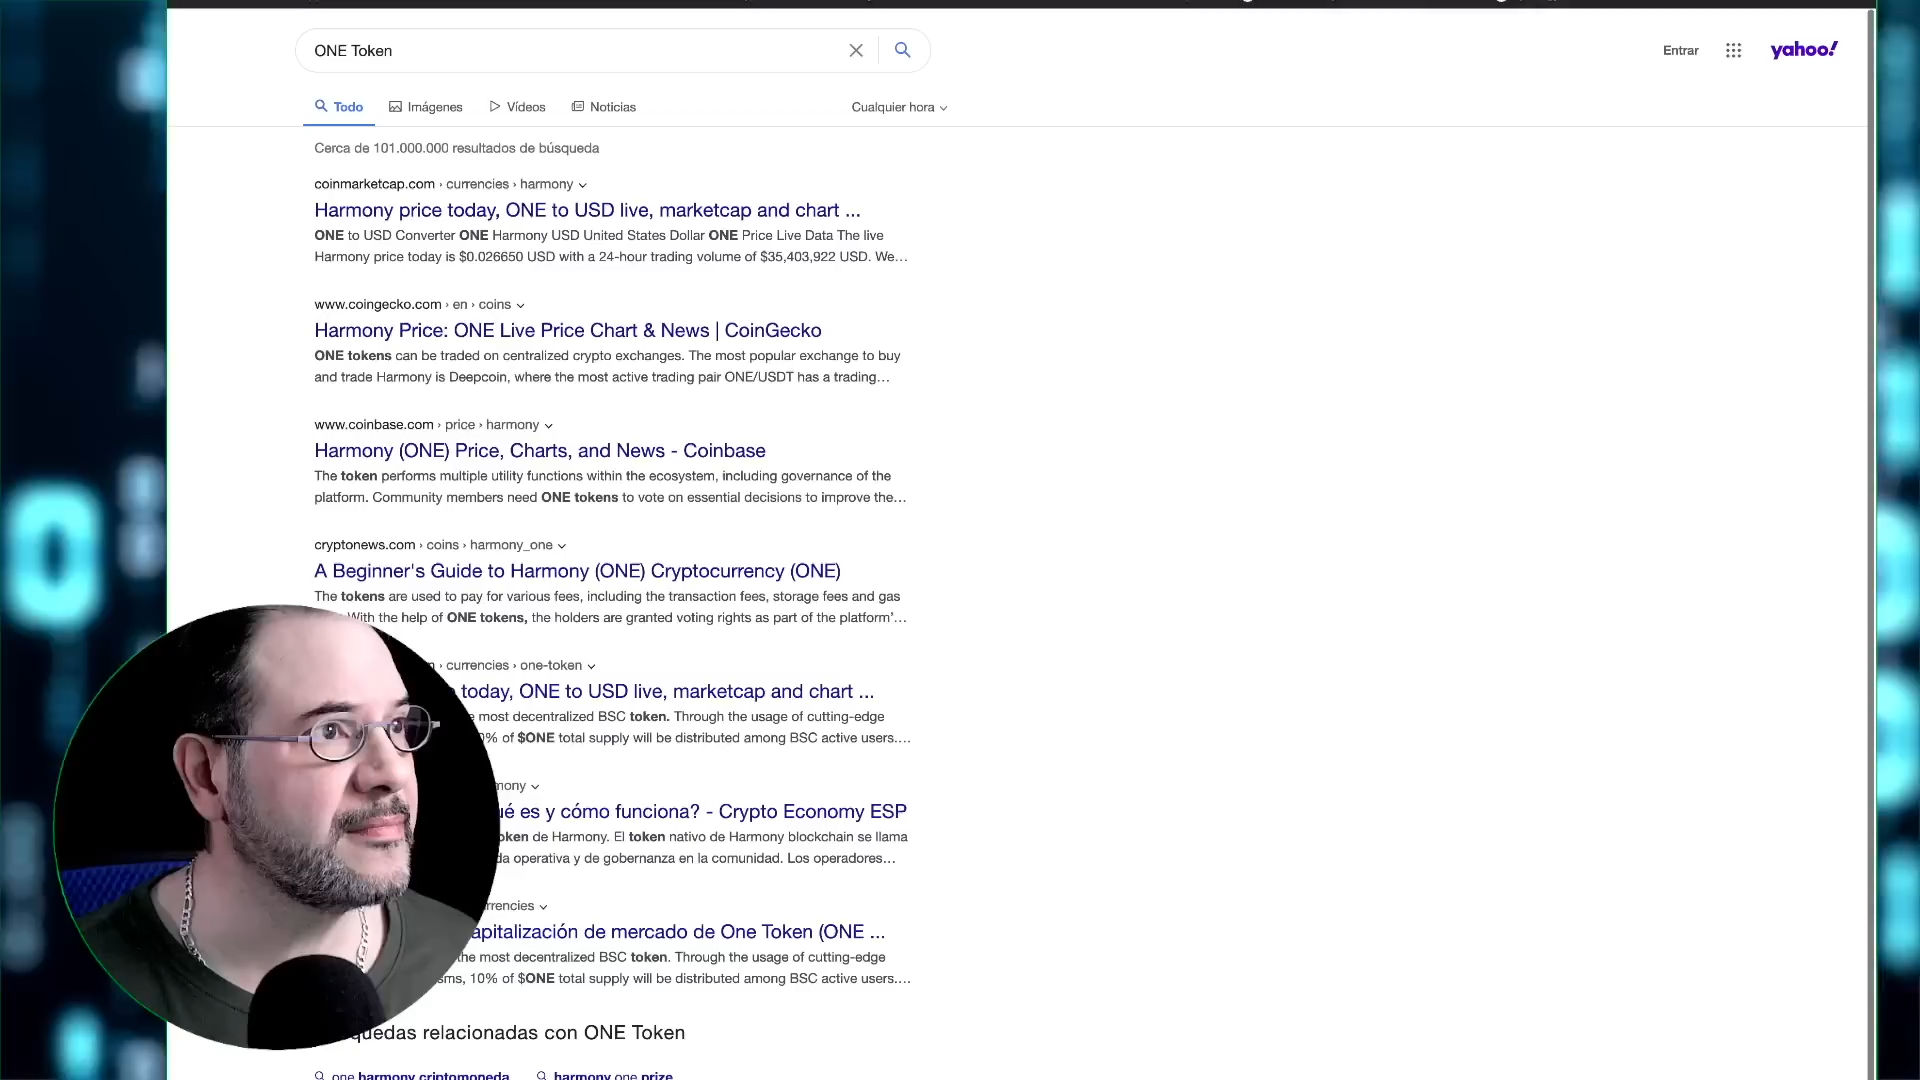 ONE Token
Entrar
yahoo!
Todo
Imágenes
Vídeos
Noticias
Cualquier hora
Cerca de 101.000.000 resultados de búsqueda
coinmarketcap.com › currencies › harmony
Harmony price today, ONE to USD live, marketcap and chart ...
ONE to USD Converter ONE Harmony USD United States Dollar ONE Price Live Data The live
Harmony price today is $0.026650 USD with a 24-hour trading volume of $35,403,922 USD. We...
www.coingecko.com › en › coins
Harmony Price: ONE Live Price Chart & News | CoinGecko
ONE tokens can be traded on centralized crypto exchanges. The most popular exchange to buy
and trade Harmony is Deepcoin, where the most active trading pair ONE/USDT has a trading...
www.coinbase.com › price › harmony
Harmony (ONE) Price, Charts, and News - Coinbase
The token performs multiple utility functions within the ecosystem, including governance of the
platform. Community members need ONE tokens to vote on essential decisions to improve the...
cryptonews.com › coins › harmony_one
A Beginner's Guide to Harmony (ONE) Cryptocurrency (ONE)
The tokens are used to pay for various fees, including the transaction fees, storage fees and gas
With the help of ONE tokens, the holders are granted voting rights as part of the platform'...
› currencies › one-token
today, ONE to USD live, marketcap and chart ...
most decentralized BSC token. Through the usage of cutting-edge
% of $ONE total supply will be distributed among BSC active users....
mony
ué es y cómo funciona? - Crypto Economy ESP
oken de Harmony. El token nativo de Harmony blockchain se llama
da operativa y de gobernanza en la comunidad. Los operadores...
rrencies
apitalización de mercado de One Token (ONE ...
the most decentralized BSC token. Through the usage of cutting-edge
sms, 10% of $ONE total supply will be distributed among BSC active users....
quedas relacionadas con ONE Token
one harmony criptomoneda
harmony one prize